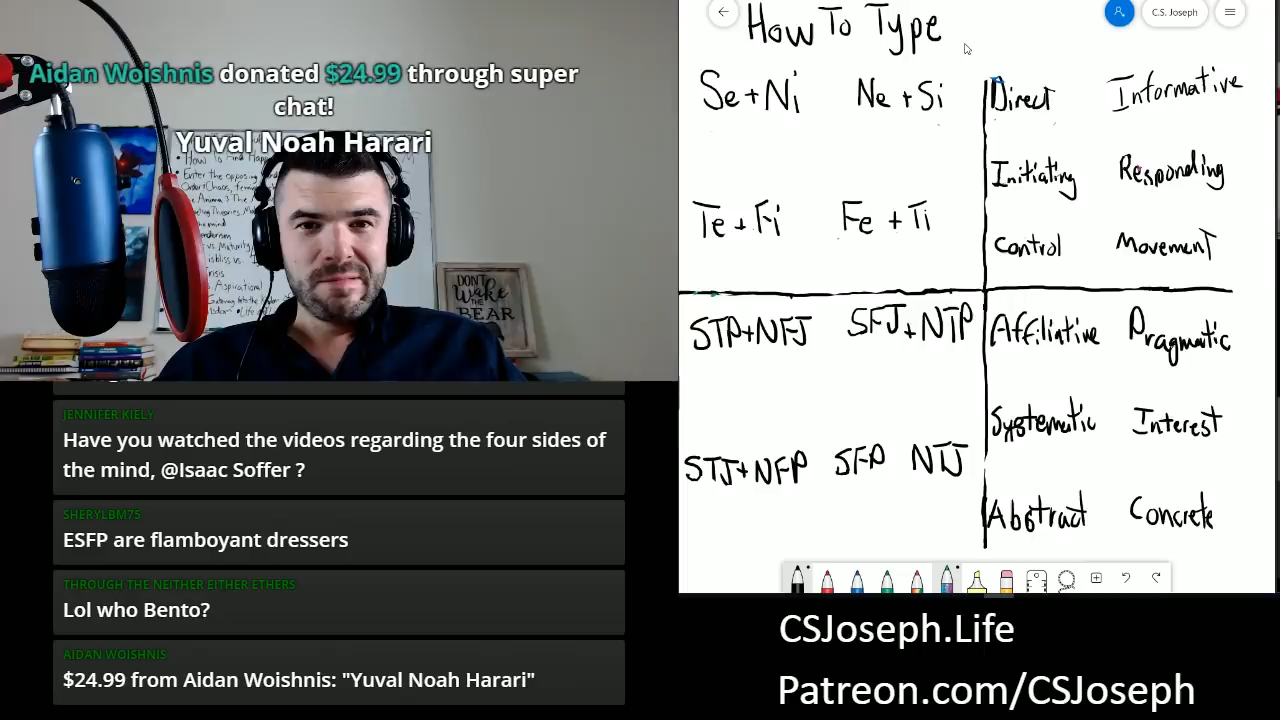 Aidan Woishnis donated $24.99 through super
chat!
Yuval Noah Harari
DON'T
Wake
THE
BEAR
JENNIFER KIELY
Have you watched the videos regarding the four sides of
the mind, @Isaac Soffer ?
SHERYLBM75
ESFP are flamboyant dressers
THROUGH THE NEITHER EITHER ETHERS
Lol who Bento?
AIDAN WOISHNIS
$24.99 from Aidan Woishnis: "Yuval Noah Harari"
C.S. Joseph
How To Type
Se + Ni Ne + Si Direct Informative
Initiating Responding
Te + Fi Fe + Ti
Control Movement
STP+NFJ SFJ+NTP Affiliative Pragmatic
Systematic Interest
STJ+NFP SFP NTJ
Abstract Concrete
CSJoseph.Life
Patreon.com/CSJoseph